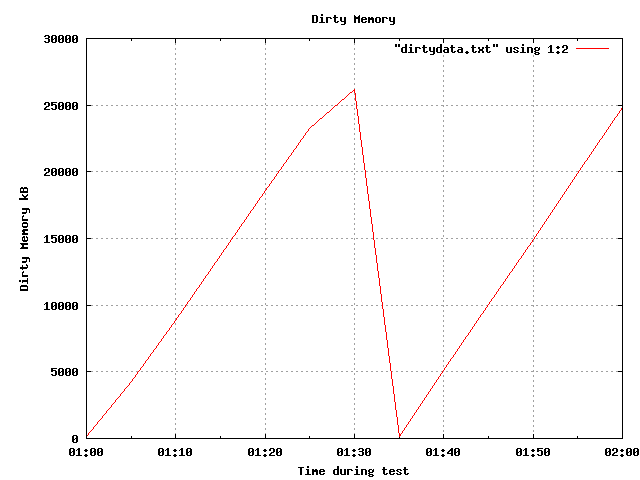 Dirty Memory
"dirtydata.txt" using 1:2
30000
25000
20000
15000
10000
5000
0
Dirty Memory kB
01:00 01:10 01:20 01:30 01:40 01:50 02:00
Time during test